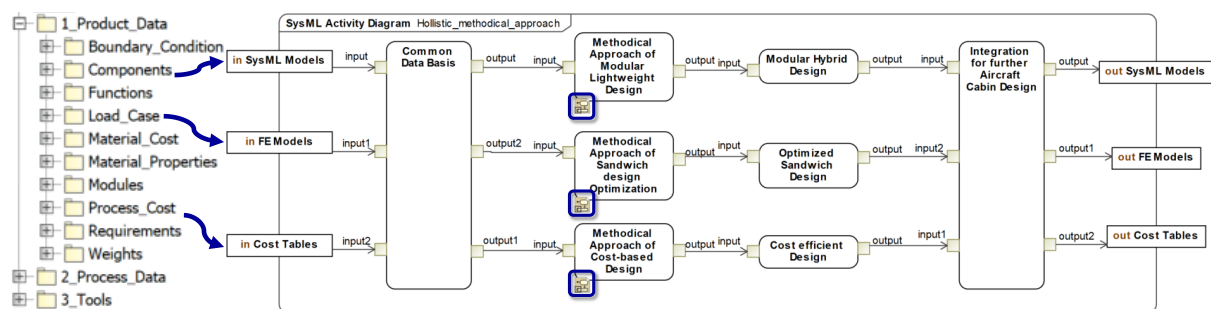 1_Product_Data
Boundary_Condition
Components
Functions
Load_Case
Material_Cost
Material_Properties
Modules
Process_Cost
Requirements
Weights
2_Process_Data
3_Tools
SysML Activity Diagram Hollistic_methodical_approach
in SysML Models
input
Common
Data Basis
output
input
Methodical
Approach of
Modular
Lightweight
Design
output
input
Modular Hybrid
Design
output
input
Integration
for further
Aircraft
Cabin Design
output
out SysML Models
in FE Models
input1
output2
input
Methodical
Approach of
Sandwich
design
Optimization
output
input
Optimized
Sandwich
Design
output
input2
output1
out FE Models
in Cost Tables
input2
output1
input
Methodical
Approach of
Cost-based
Design
output
input
Cost efficient
Design
output
input1
output2
out Cost Tables